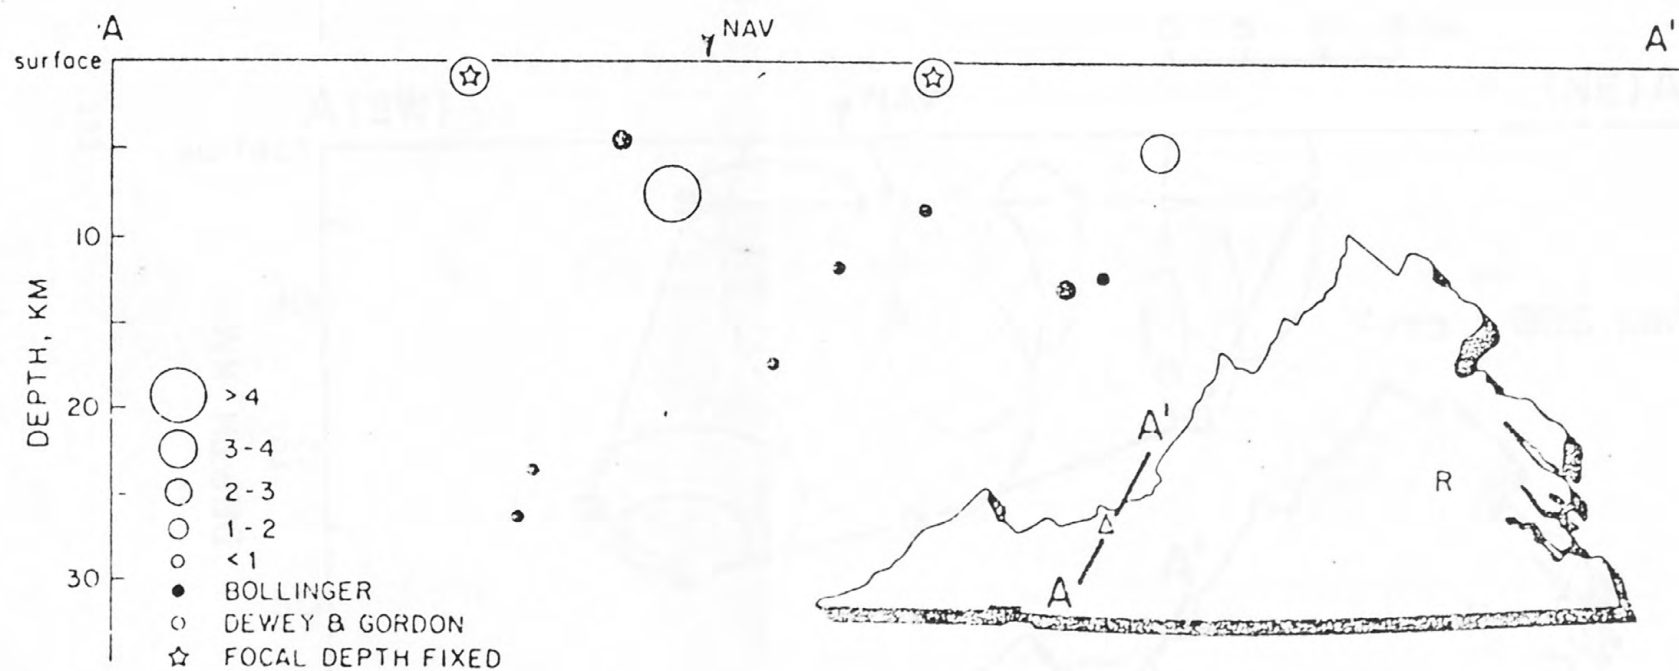 A NAV A'
surface
10
20
30
DEPTH, KM
>4
3-4
2-3
1-2
<1
BOLLINGER
DEWEY & GORDON
FOCAL DEPTH FIXED
A'
A
R